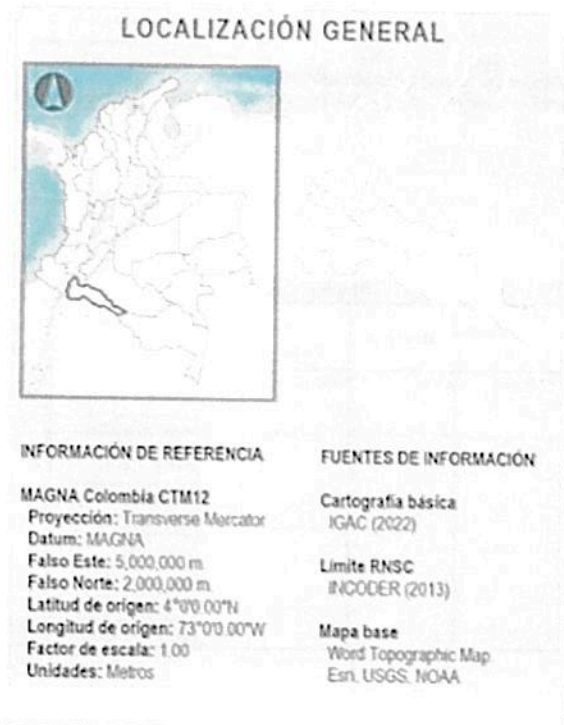 LOCALIZACIÓN GENERAL
INFORMACIÓN DE REFERENCIA
MAGNA Colombia CTM12
Proyección: Transverse Mercator
Datum: MAGNA
Falso Este: 5,000,000 m.
Falso Norte: 2,000,000 m.
Latitud de origen: 4°0'0.00"N
Longitud de origen: 73°0'0.00"W
Factor de escala: 1.00
Unidades: Metros
FUENTES DE INFORMACIÓN
Cartografía básica
IGAC (2022)
Límite RNSC
INCODER (2013)
Mapa base
Word Topographic Map.
Esri, USGS, NOAA